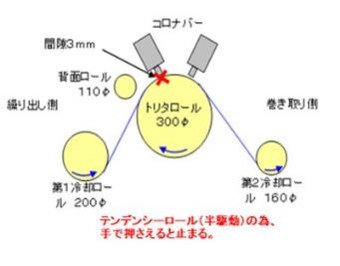 コロナバー
間隙3mm
背面ロール
110φ
繰り出し側
トリタロール
300φ
巻き取り側
第1冷却ロー
ル 200φ
第2冷却ロー
ル 160φ
テンデンシーロール（半駆動）の為、
手で押さえると止まる。